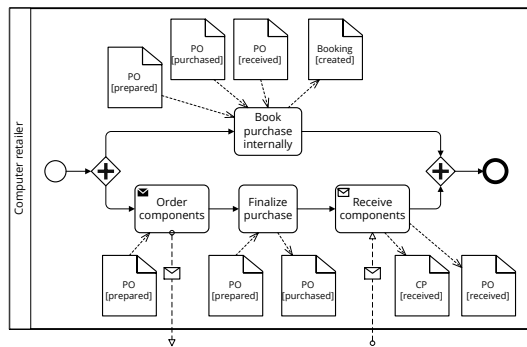 Computer retailer
PO
[prepared]
PO
[purchased]
PO
[received]
Booking
[created]
Book
purchase
internally
Order
components
Finalize
purchase
Receive
components
PO
[prepared]
PO
[prepared]
PO
[purchased]
CP
[received]
PO
[received]